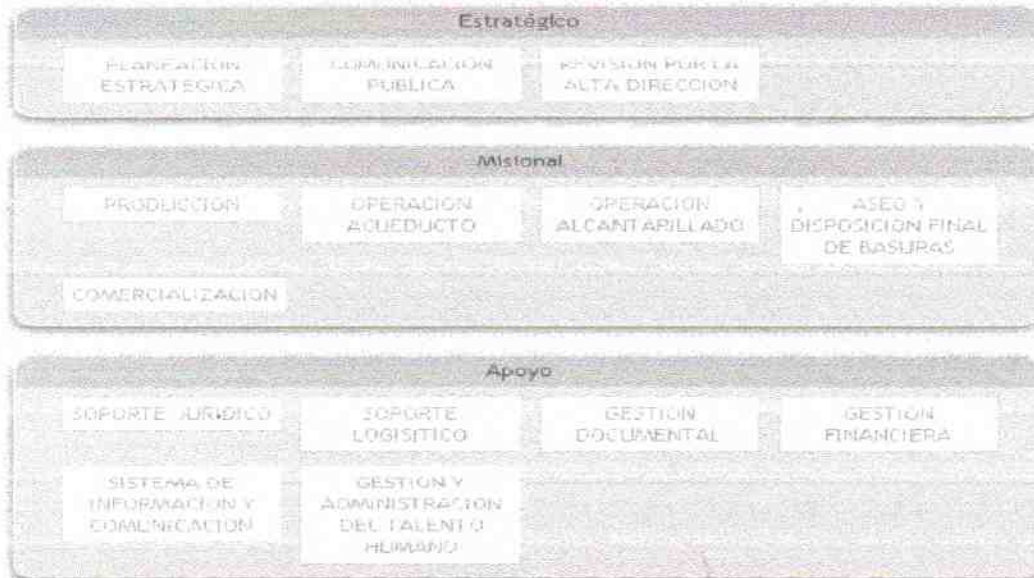 Estratégico
PLANEACION
ESTRATEGICA
COMUNICACION
PUBLICA
REVISION POR LA
ALTA DIRECCION
Misional
PRODUCCION
OPERACION
ACUEDUCTO
OPERACION
ALCANTARILLADO
ASEO Y
DISPOSICION FINAL
DE BASURAS
COMERCIALIZACION
Apoyo
SOPORTE JURIDICO
SOPORTE
LOGISITICO
GESTION
DOCUMENTAL
GESTION
FINANCIERA
SISTEMA DE
INFORMACION Y
COMUNICACION
GESTION Y
ADMINISTRACION
DEL TALENTO
HUMANO